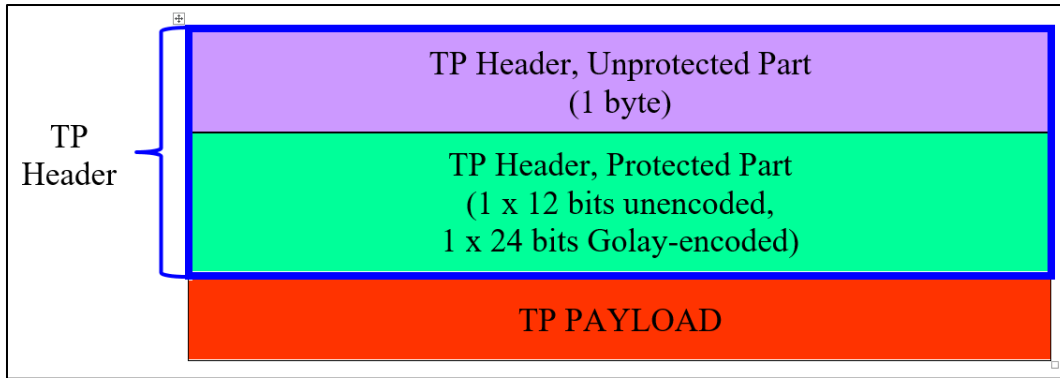 TP Header, Unprotected Part
(1 byte)
TP
Header
TP Header, Protected Part
(1 x 12 bits unencoded,
1 x 24 bits Golay-encoded)
TP PAYLOAD